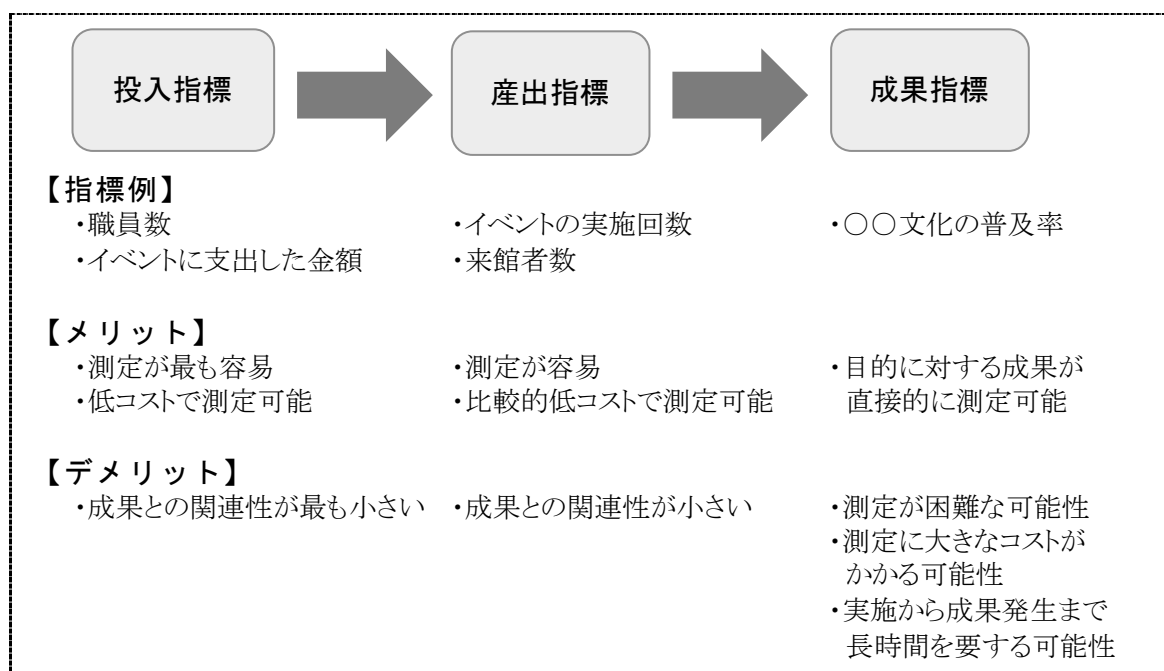 投入指標
産出指標
成果指標
【指標例】
・職員数
・イベントに支出した金額
・イベントの実施回数
・来館者数
・○○文化の普及率
【メリット】
・測定が最も容易
・低コストで測定可能
・測定が容易
・比較的低コストで測定可能
・目的に対する成果が
直接的に測定可能
【デメリット】
・成果との関連性が最も小さい
・成果との関連性が小さい
・測定が困難な可能性
・測定に大きなコストが
かかる可能性
・実施から成果発生まで
長時間を要する可能性